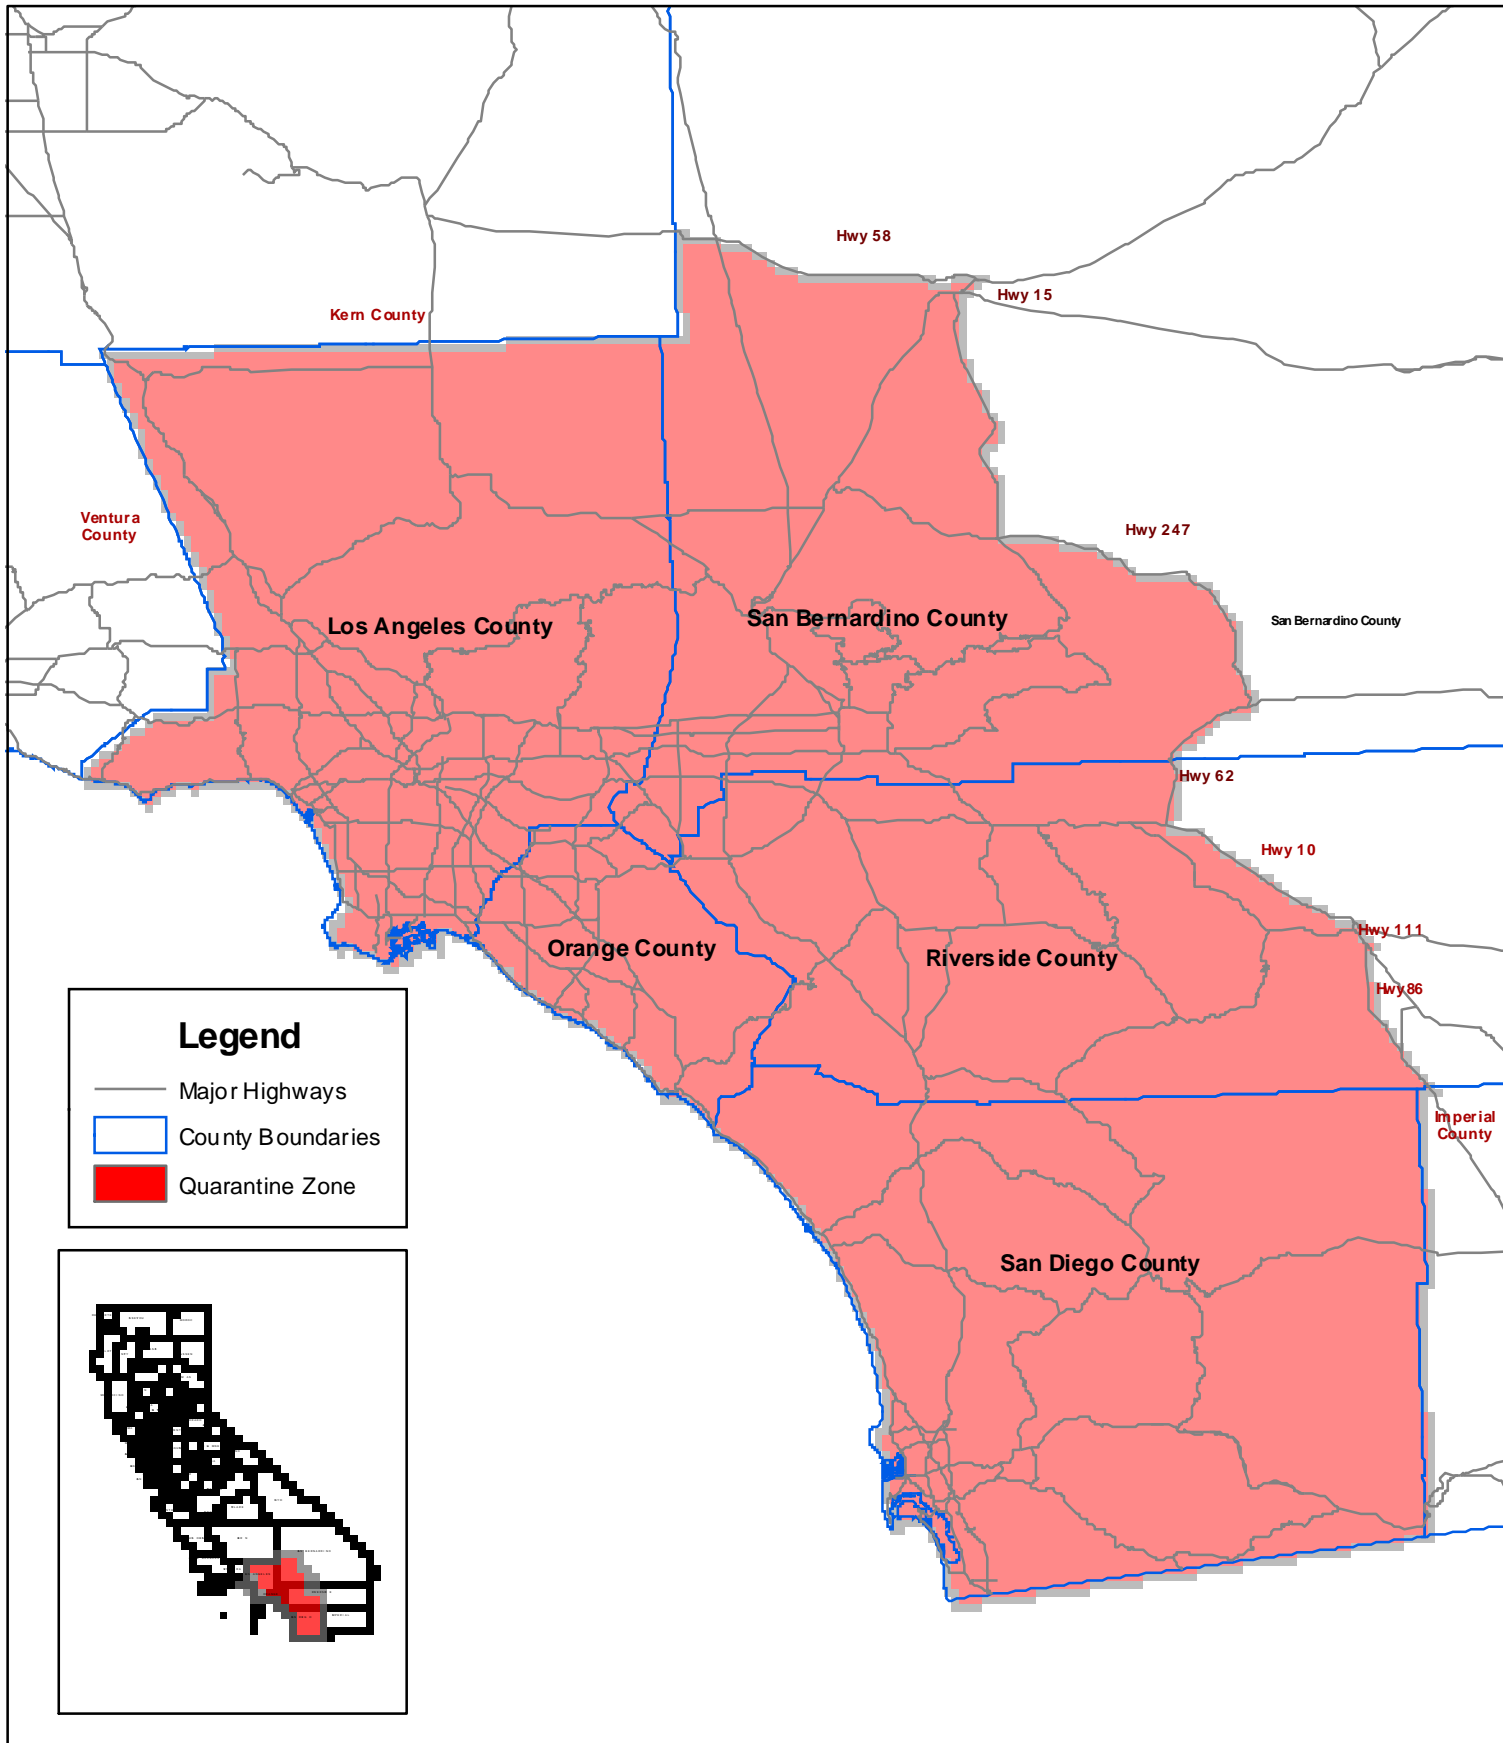 Hwy 58
Hwy 15
Kern County
Ventura
County
Hwy 247
Los Angeles County
San Bernardino County
San Bernardino County
Hwy 62
Hwy 10
Hwy 111
Orange County
Riverside County
Hwy86
Legend
Major Highways
County Boundaries
Quarantine Zone
Imperial
County
San Diego County